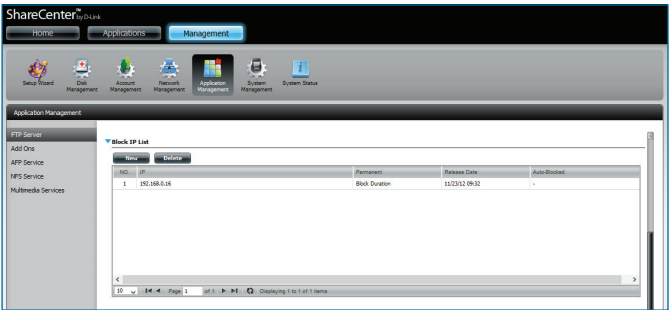 ShareCenter™ by D-Link
Home Applications Management
Setup Wizard Disk Management Account Management Network Management Application Management System Management System Status
Application Management
FTP Server
Add Ons
AFP Service
NFS Service
Multimedia Services
Block IP List
New Delete
NO. IP Permanent Release Date Auto-Blocked
1 192.168.0.16 Block Duration 11/23/12 09:32 -
10 Page 1 of 1 Displaying 1 to 1 of 1 items